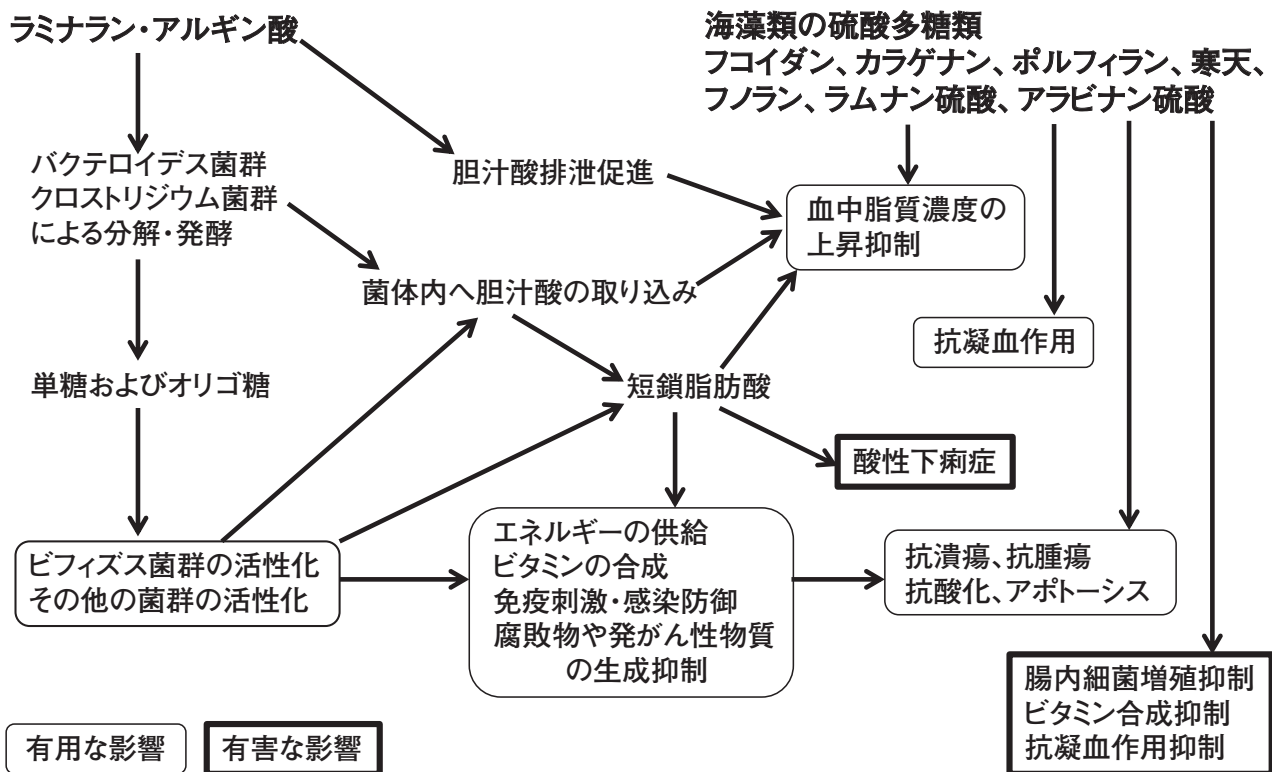 ラミナラン・アルギン酸
海藻類の硫酸多糖類
フコイダン、カラゲナン、ポルフィラン、寒天、
フノラン、ラムナン硫酸、アラビナン硫酸
バクテロイデス菌群
クロストリジウム菌群
による分解・発酵
胆汁酸排泄促進
血中脂質濃度の
上昇抑制
菌体内へ胆汁酸の取り込み
抗凝血作用
単糖およびオリゴ糖
短鎖脂肪酸
酸性下痢症
ビフィズス菌群の活性化
その他の菌群の活性化
エネルギーの供給
ビタミンの合成
免疫刺激・感染防御
腐敗物や発がん性物質
の生成抑制
抗潰瘍、抗腫瘍
抗酸化、アポトーシス
腸内細菌増殖抑制
ビタミン合成抑制
抗凝血作用抑制
有用な影響
有害な影響